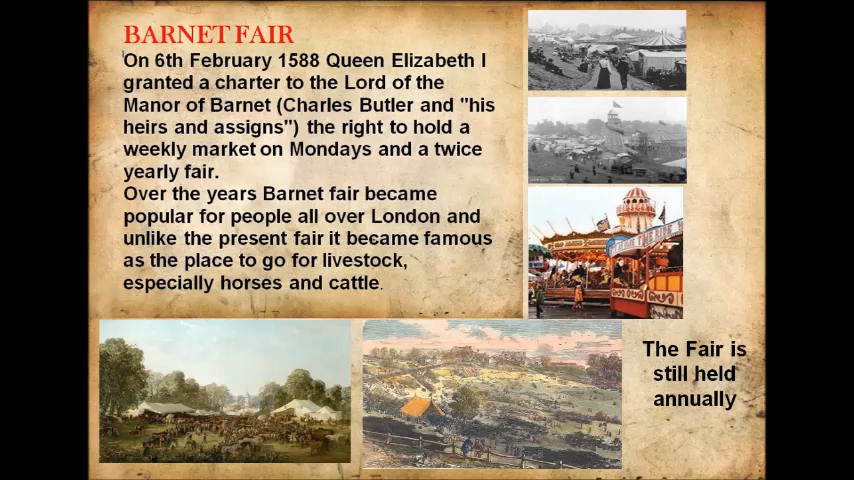 BARNET FAIR
On 6th February 1588 Queen Elizabeth I
granted a charter to the Lord of the
Manor of Barnet (Charles Butler and "his
heirs and assigns") the right to hold a
weekly market on Mondays and a twice
yearly fair.
Over the years Barnet fair became
popular for people all over London and
unlike the present fair it became famous
as the place to go for livestock,
especially horses and cattle.
The Fair is
still held
annually